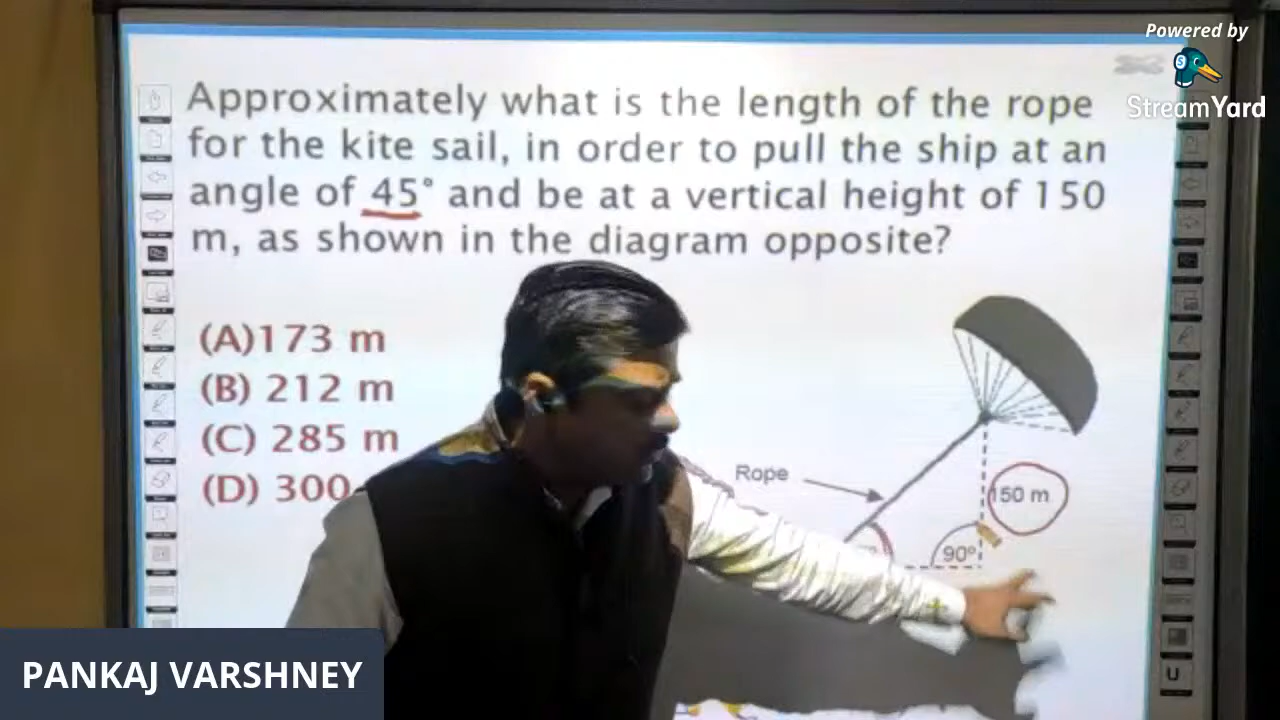 Powered by
StreamYard
Approximately what is the length of the rope
for the kite sail, in order to pull the ship at an
angle of 45° and be at a vertical height of 150
m, as shown in the diagram opposite?
(A)173 m
(B) 212 m
(C) 285 m
(D) 300
Rope
150 m
90º
U
PANKAJ VARSHNEY